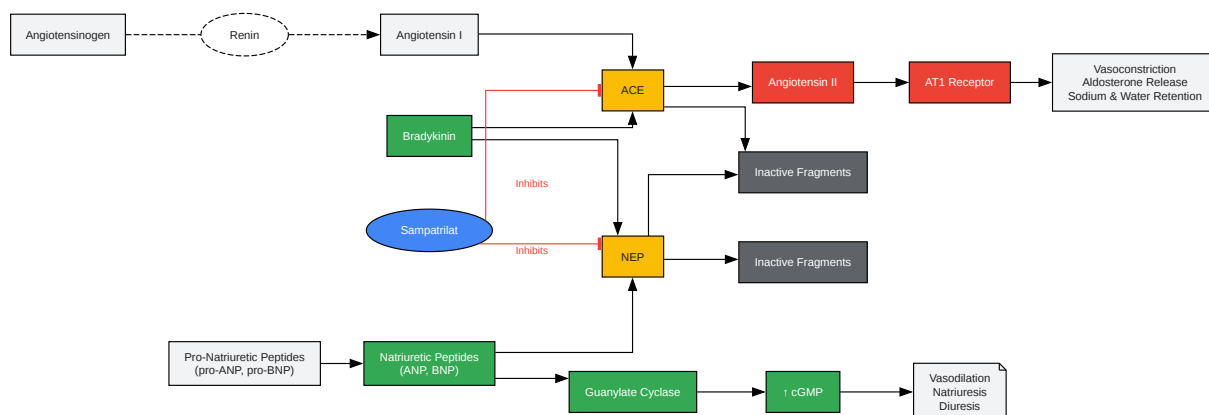 Angiotensinogen
Renin
Angiotensin I
ACE
Angiotensin II
AT1 Receptor
Vasoconstriction
Aldosterone Release
Sodium & Water Retention
Bradykinin
Inactive Fragments
Inhibits
Sampatrilat
Inhibits
NEP
Inactive Fragments
Pro-Natriuretic Peptides
(pro-ANP, pro-BNP)
Natriuretic Peptides
(ANP, BNP)
Guanylate Cyclase
↑ cGMP
Vasodilation
Natriuresis
Diuresis